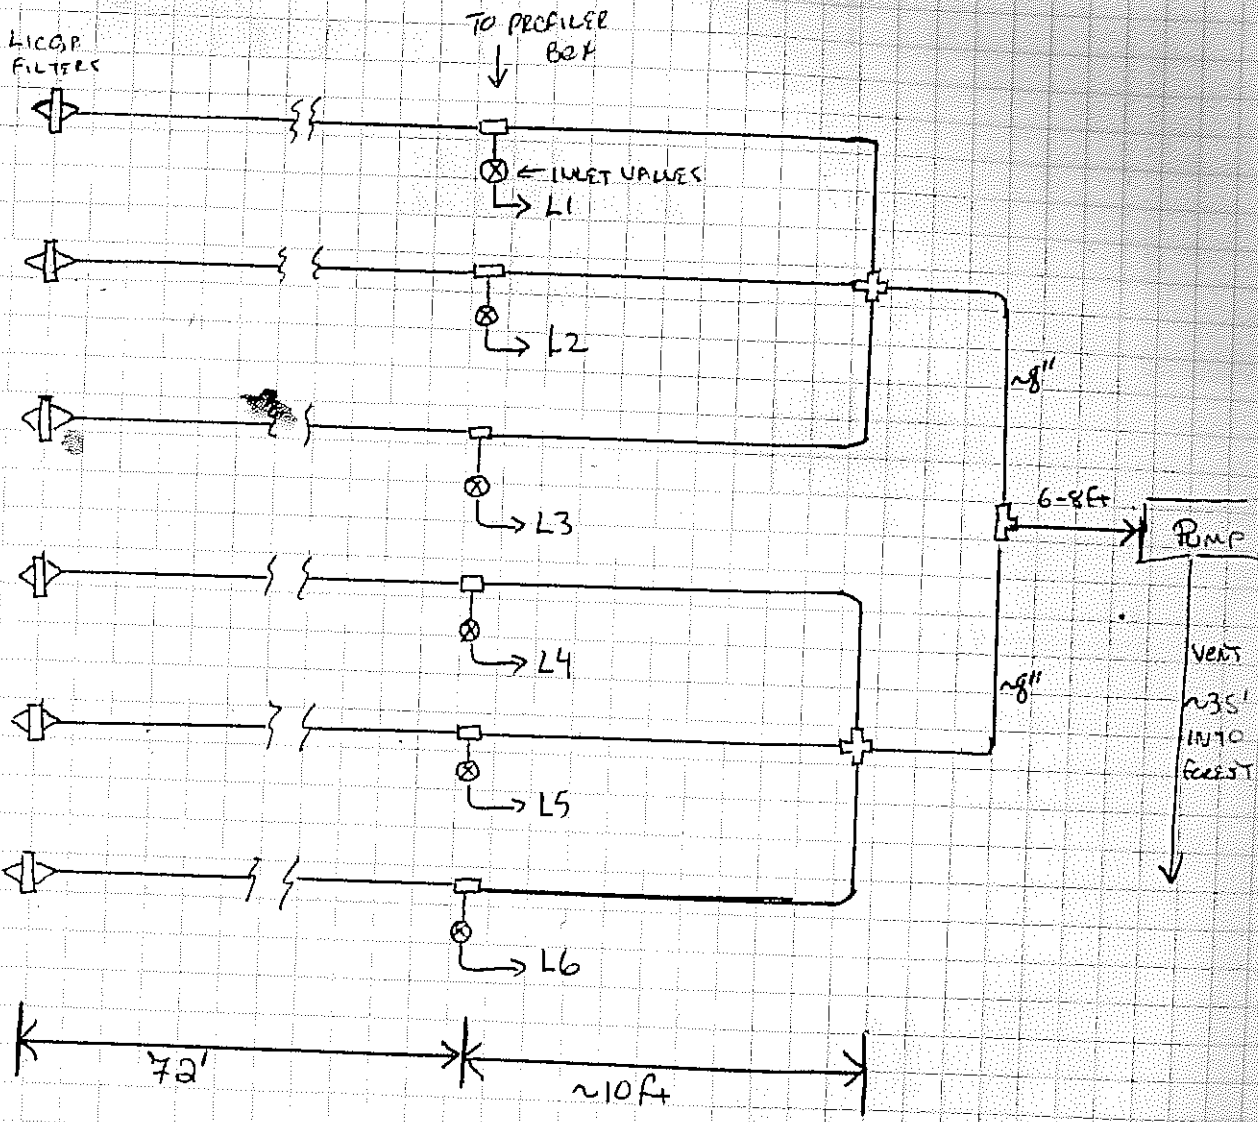 TO PROFILER
BOX
LICOR
FILTERS
← INLET VALVES
L1
L2
~8"
L3
6-8ft
PUMP
L4
VENT
~8"
~35'
INTO
FOREST
L5
L6
72'
~10ft